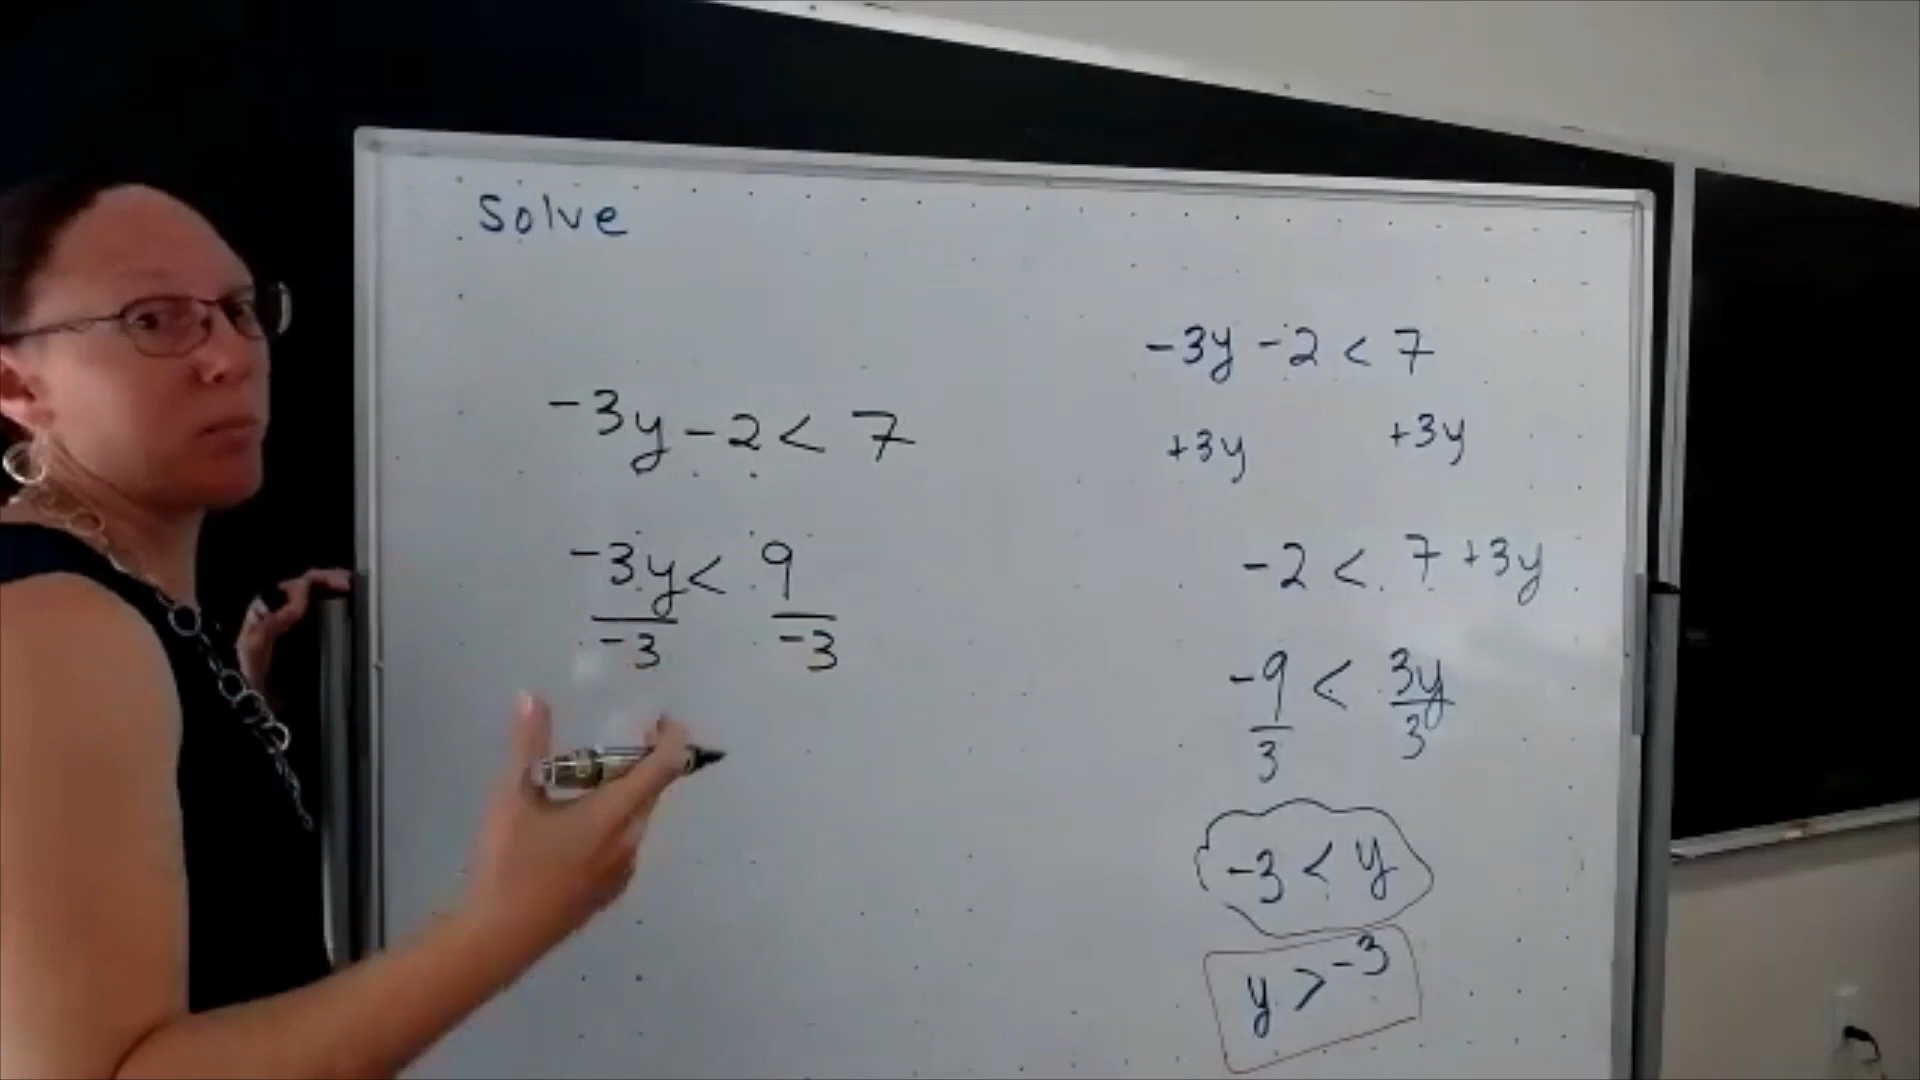 Solve
-3y - 2 < 7
-3y < 9
-3 -3
-3y - 2 < 7
+3y +3y
-2 < 7 + 3y
-9 < 3y
3 3
-3 < y
y > -3